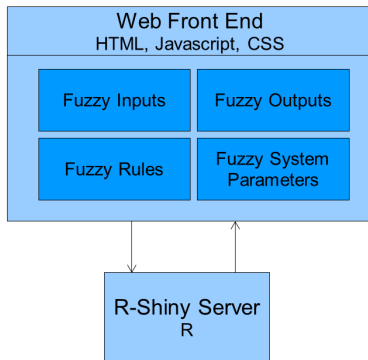 Web Front End
HTML, Javascript, CSS
Fuzzy Inputs
Fuzzy Outputs
Fuzzy Rules
Fuzzy System
Parameters
R-Shiny Server
R